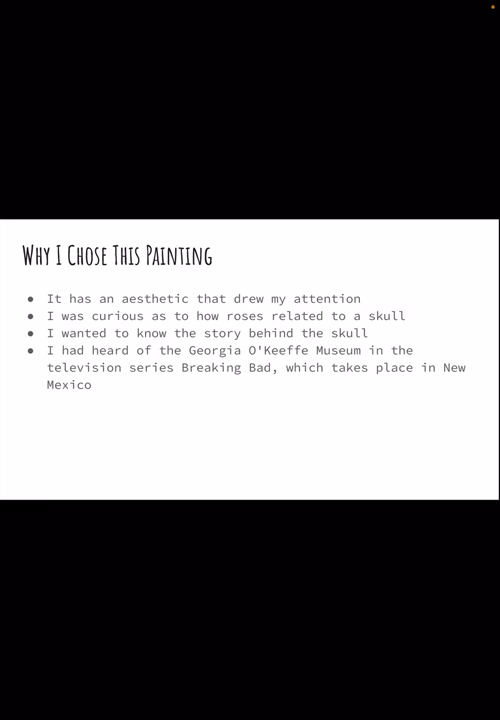 Why I Chose This Painting
● It has an aesthetic that drew my attention
● I was curious as to how roses related to a skull
● I wanted to know the story behind the skull
● I had heard of the Georgia O'Keeffe Museum in the
television series Breaking Bad, which takes place in New
Mexico